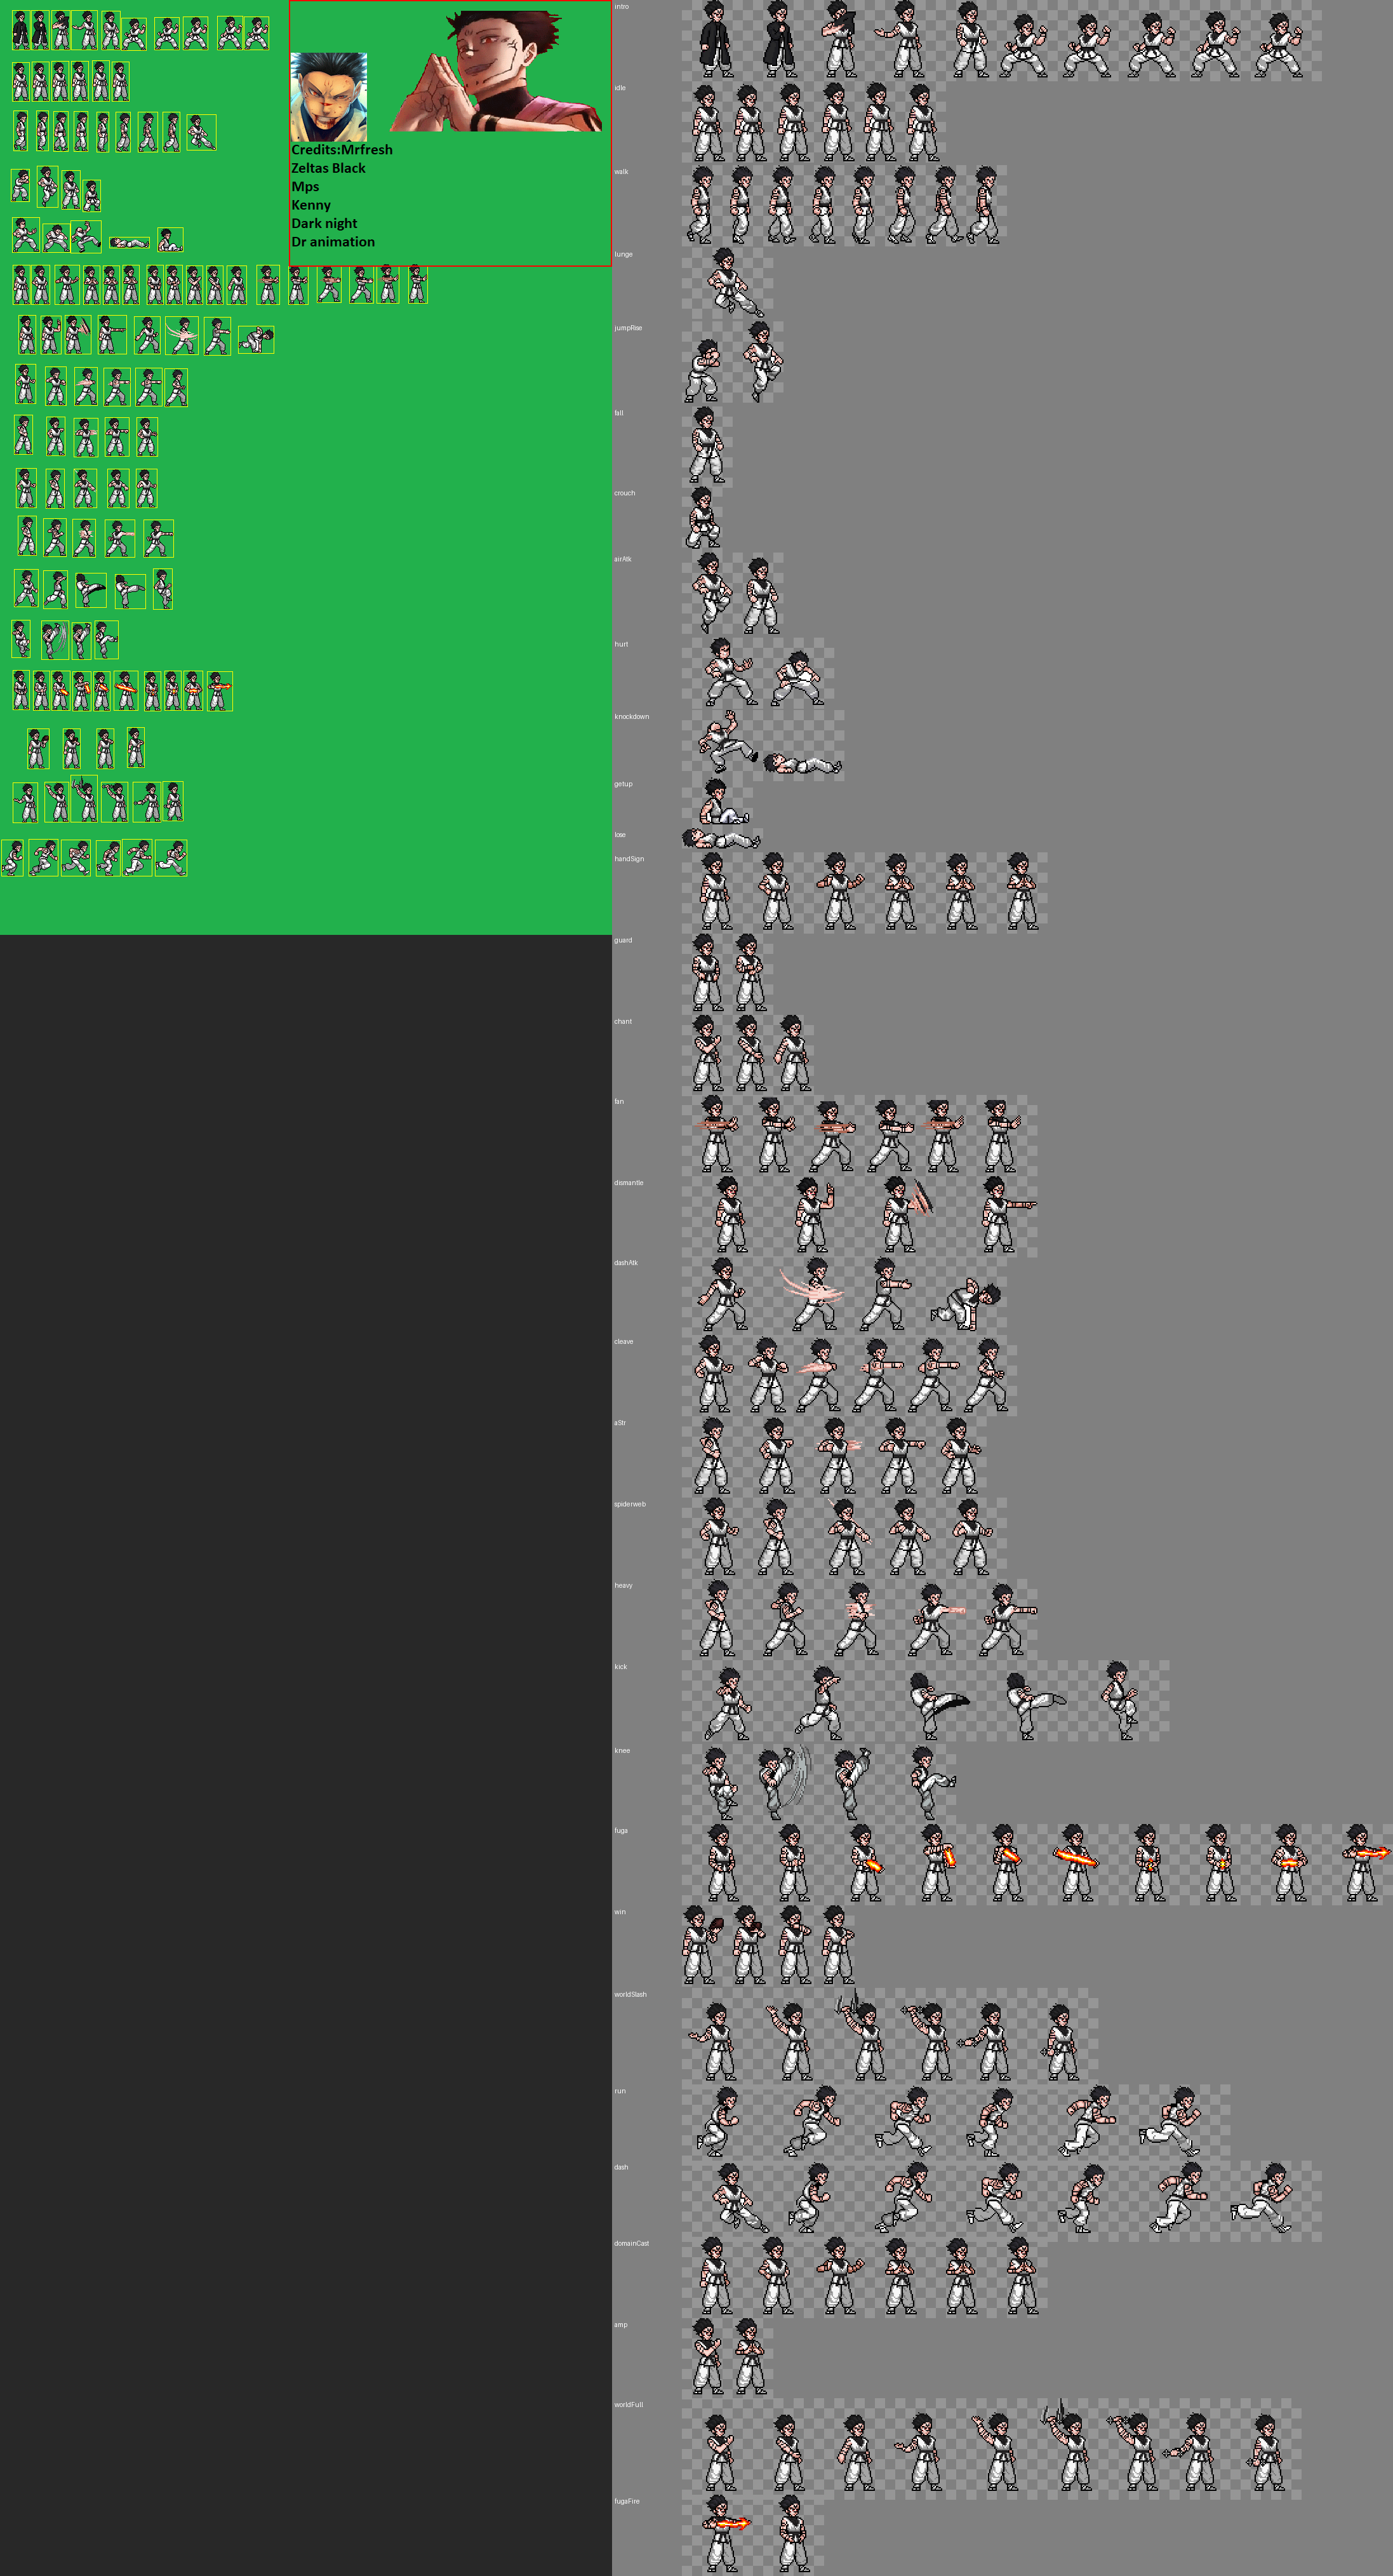 Credits:Mrfresh
Zeltas Black
Mps
Kenny
Dark night
Dr animation
intro
idle
walk
lunge
jumpRise
fall
crouch
airAtk
hurt
knockdown
getup
lose
handSign
guard
chant
fan
dismantle
dashAtk
cleave
aStr
spiderweb
heavy
kick
knee
fuga
win
worldSlash
run
dash
domainCast
amp
worldFull
fugaFire